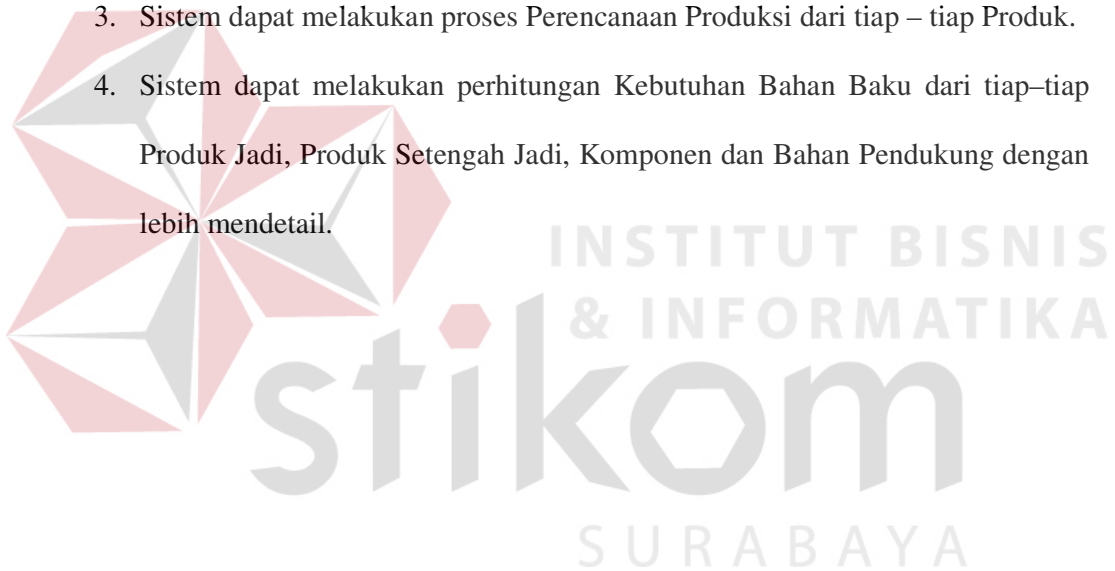 3. Sistem dapat melakukan proses Perencanaan Produksi dari tiap – tiap Produk.
4. Sistem dapat melakukan perhitungan Kebutuhan Bahan Baku dari tiap–tiap
Produk Jadi, Produk Setengah Jadi, Komponen dan Bahan Pendukung dengan
lebih mendetail.
INSTITUT BISNIS
& INFORMATIKA
stikom
SURABAYA